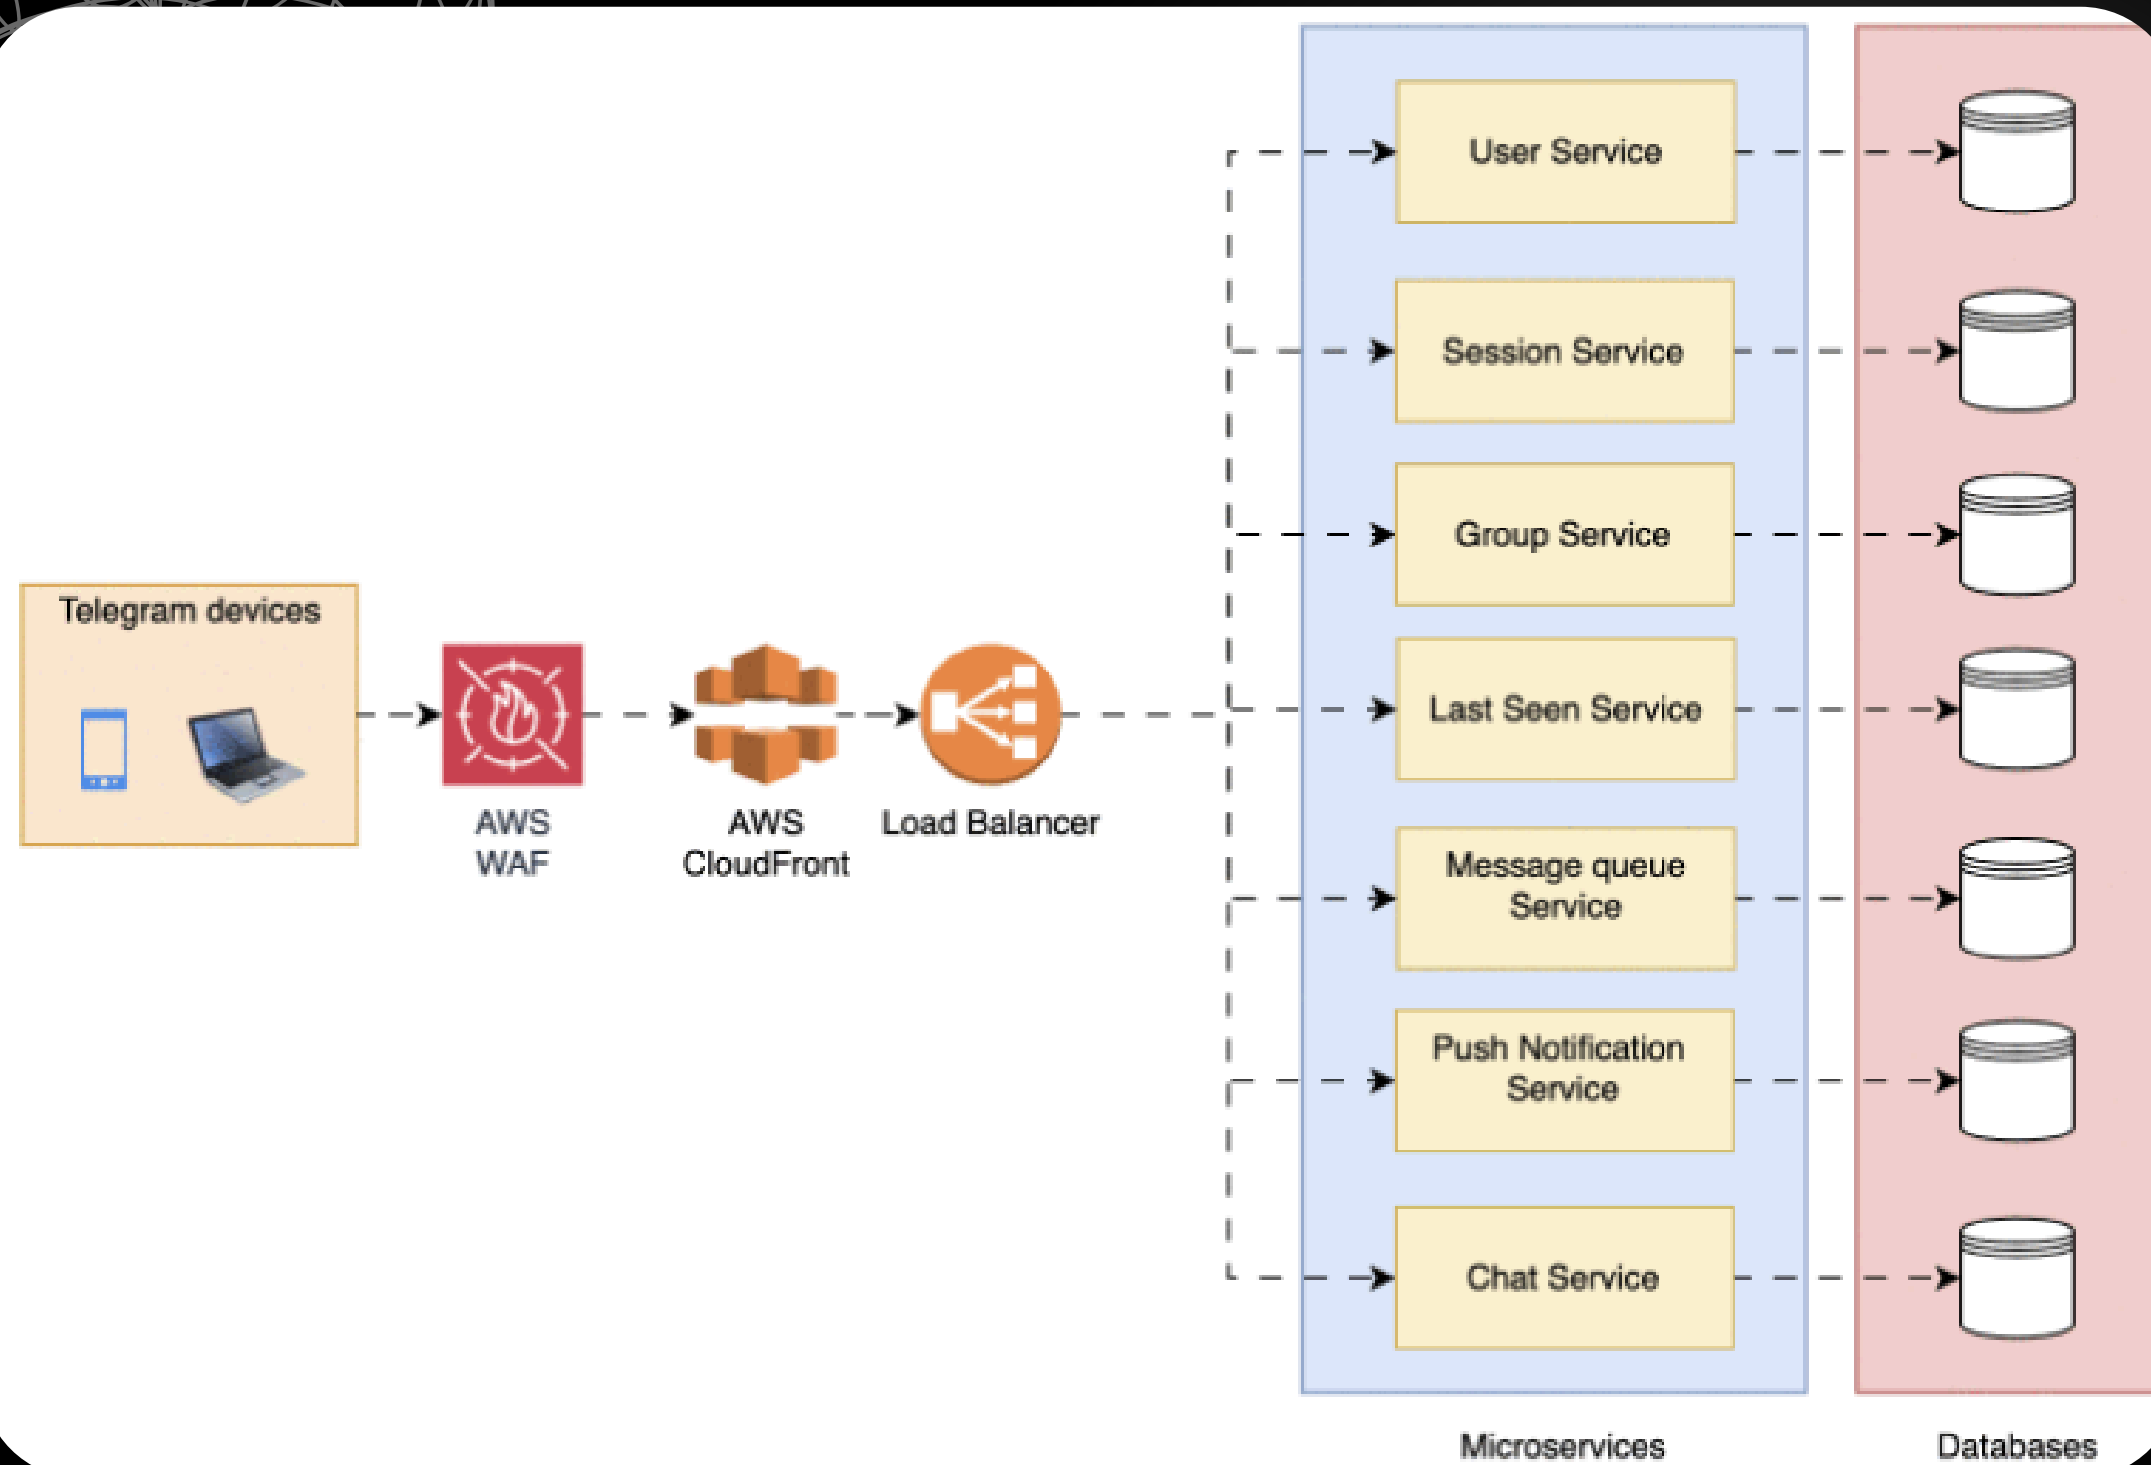 Telegram devices
AWS
WAF
AWS
CloudFront
Load Balancer
User Service
Session Service
Group Service
Last Seen Service
Message queue
Service
Push Notification
Service
Chat Service
Microservices
Databases